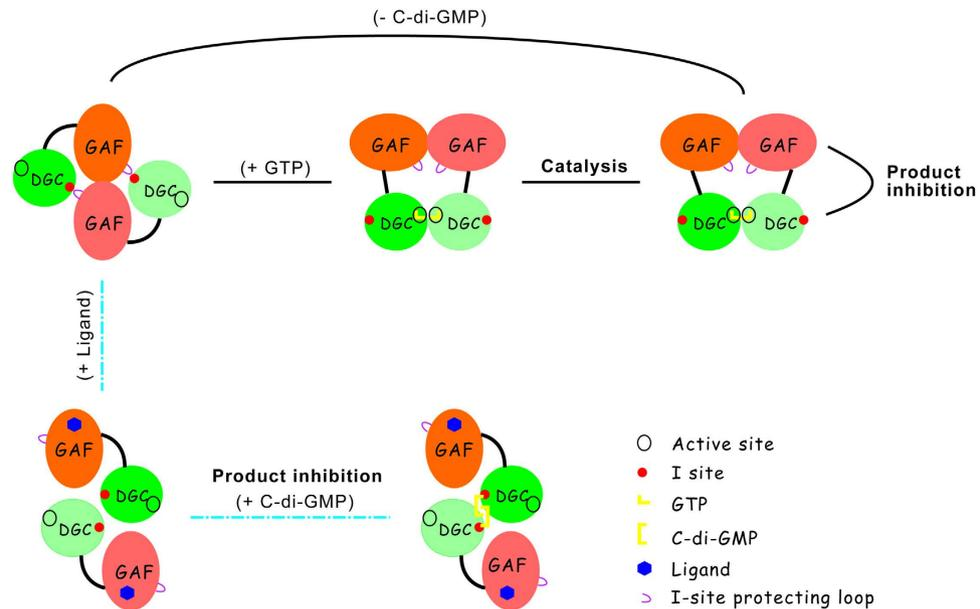 (- C-di-GMP)
GAF
DGC
DGC
GAF
(+ GTP)
GAF
GAF
DGC
DGC
Catalysis
GAF
GAF
DGC
DGC
Product
inhibition
(+ Ligand)
GAF
DGC
DGC
GAF
Product inhibition
(+ C-di-GMP)
GAF
DGC
DGC
GAF
Active site
I site
GTP
C-di-GMP
Ligand
I-site protecting loop